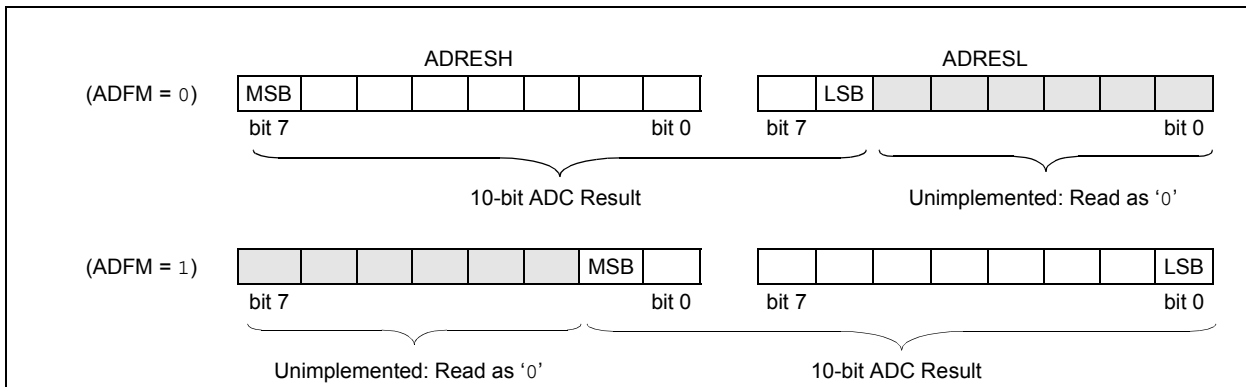 ADRESH ADRESL
(ADFM = 0) MSB LSB
bit 7 bit 0 bit 7 bit 0
10-bit ADC Result Unimplemented: Read as ‘0’
(ADFM = 1) MSB LSB
bit 7 bit 0 bit 7 bit 0
Unimplemented: Read as ‘0’ 10-bit ADC Result